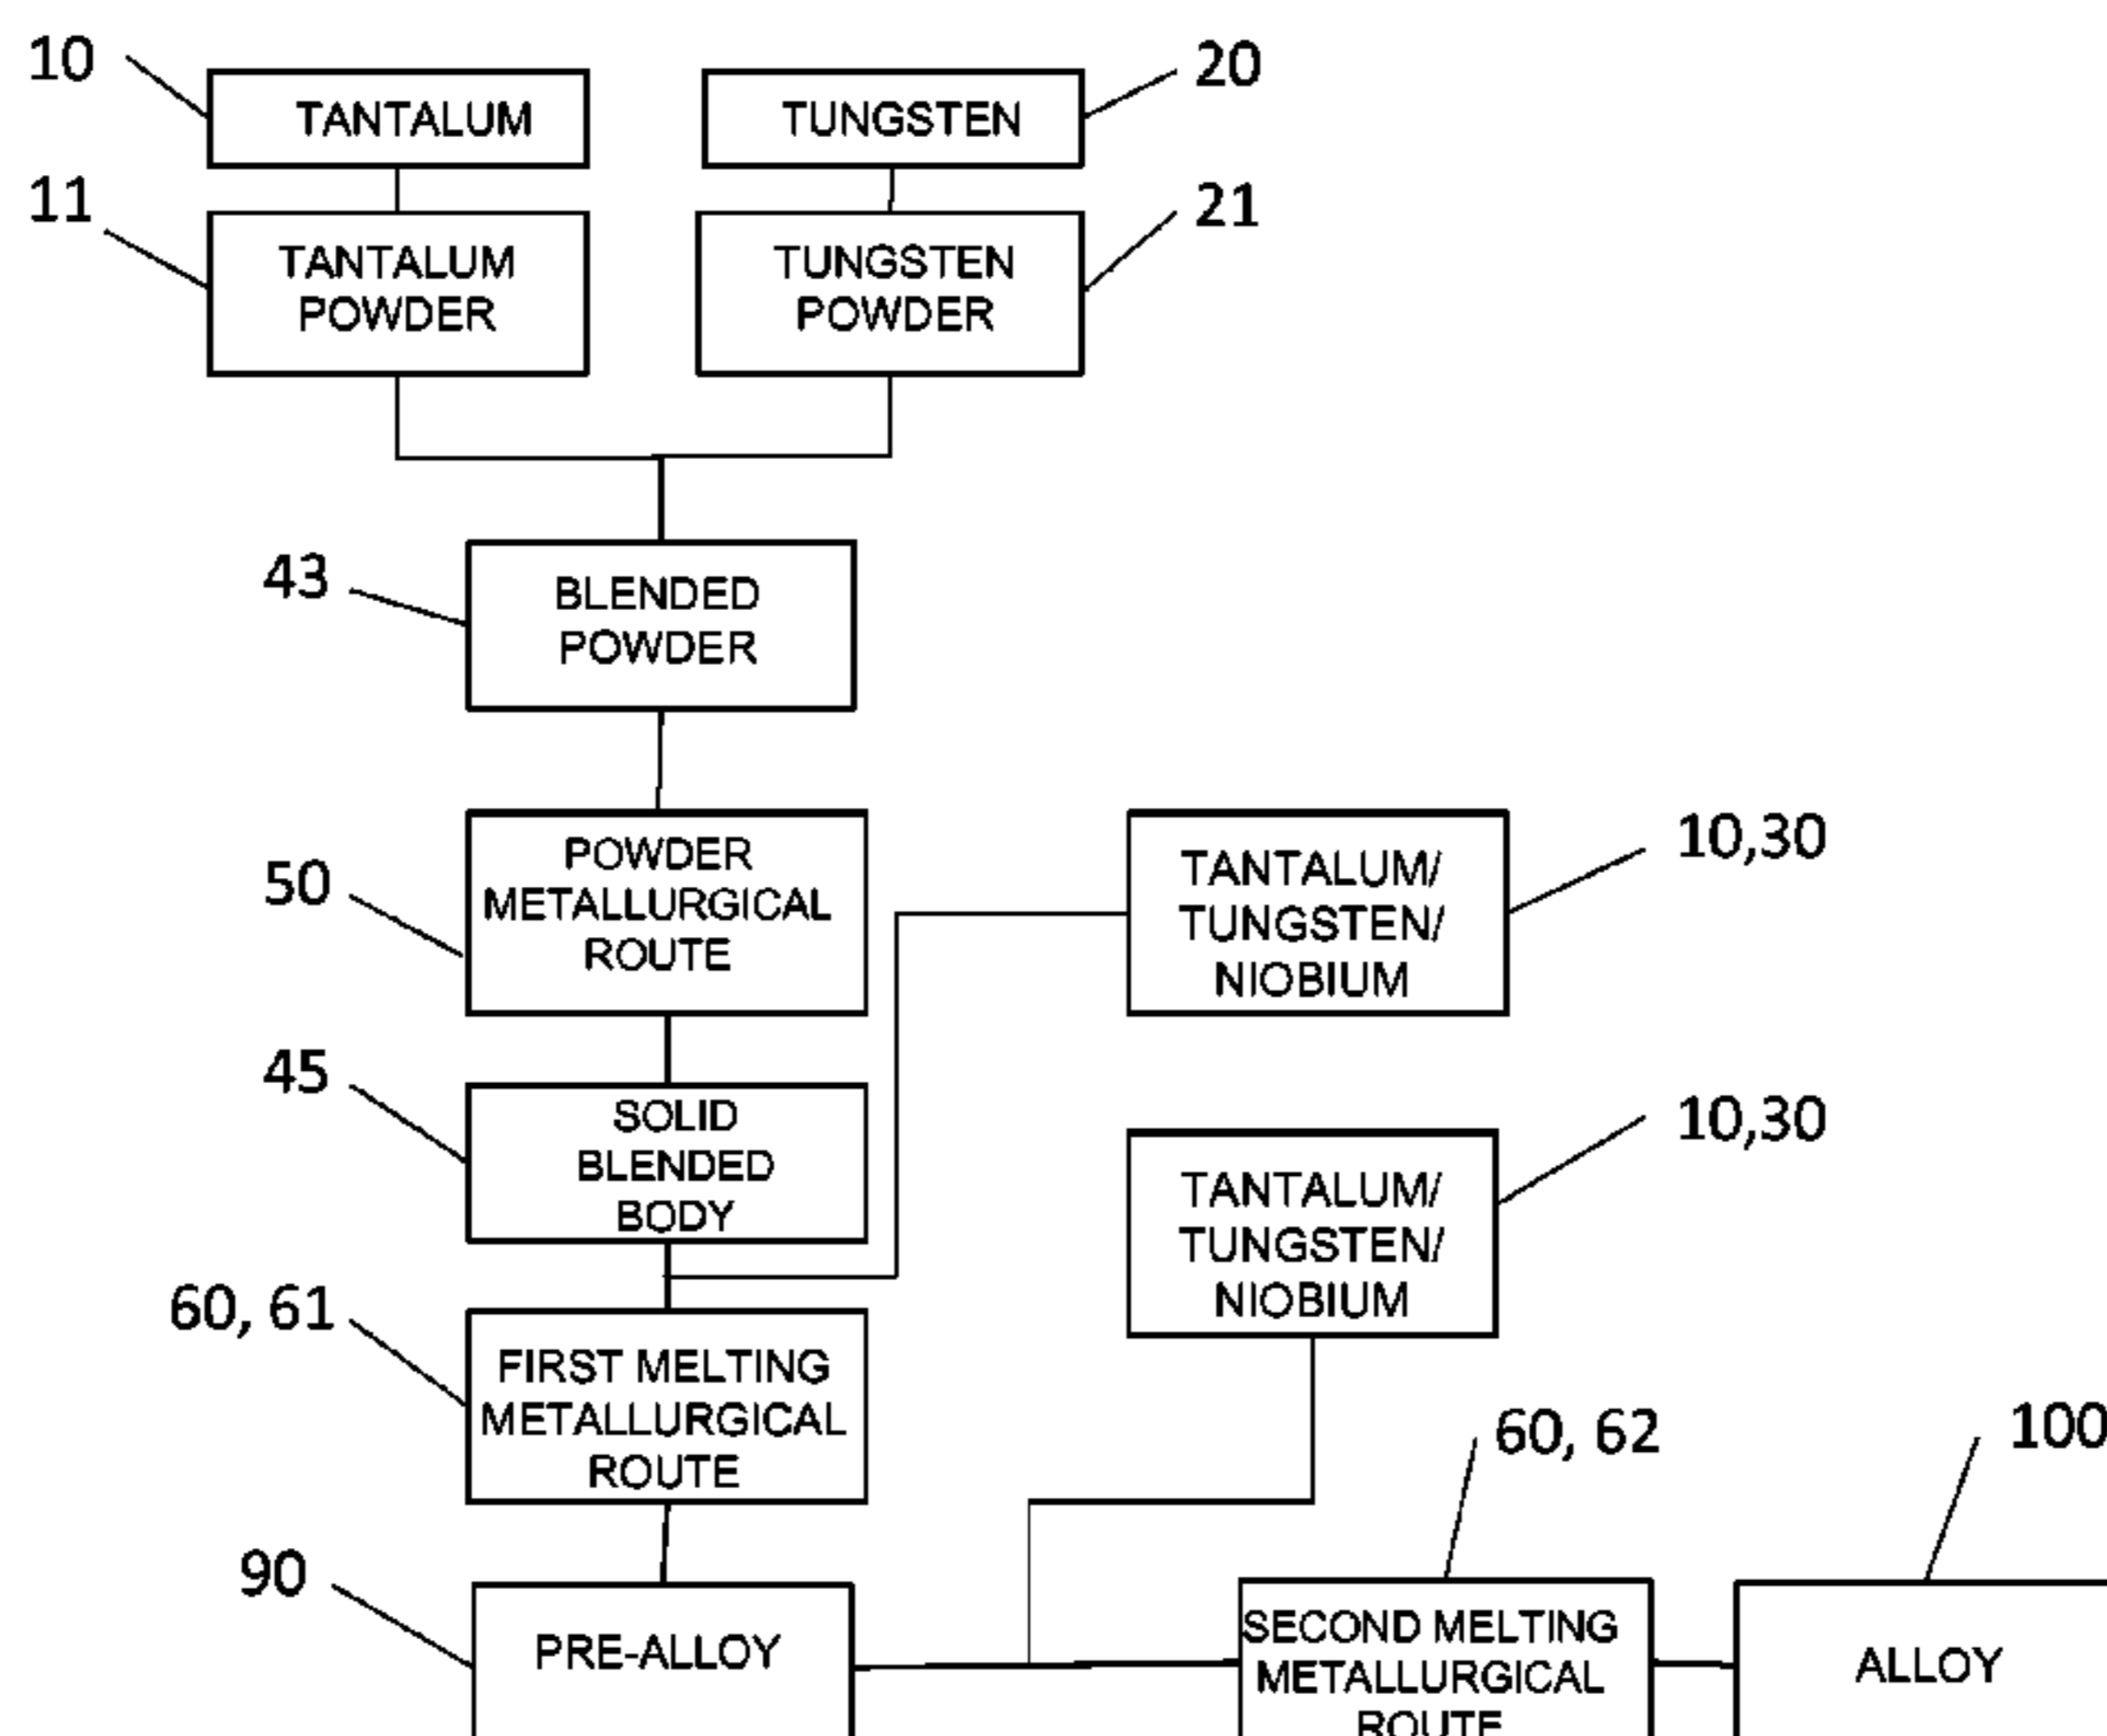 10
TANTALUM
TUNGSTEN
20
11
TANTALUM
POWDER
TUNGSTEN
POWDER
21
43
BLENDED
POWDER
50
POWDER
METALLURGICAL
ROUTE
TANTALUM/
TUNGSTEN/
NIOBIUM
10,30
45
SOLID
BLENDED
BODY
TANTALUM/
TUNGSTEN/
NIOBIUM
10,30
60, 61
FIRST MELTING
METALLURGICAL
ROUTE
60, 62
100
90
PRE-ALLOY
SECOND MELTING
METALLURGICAL
ROUTE
ALLOY